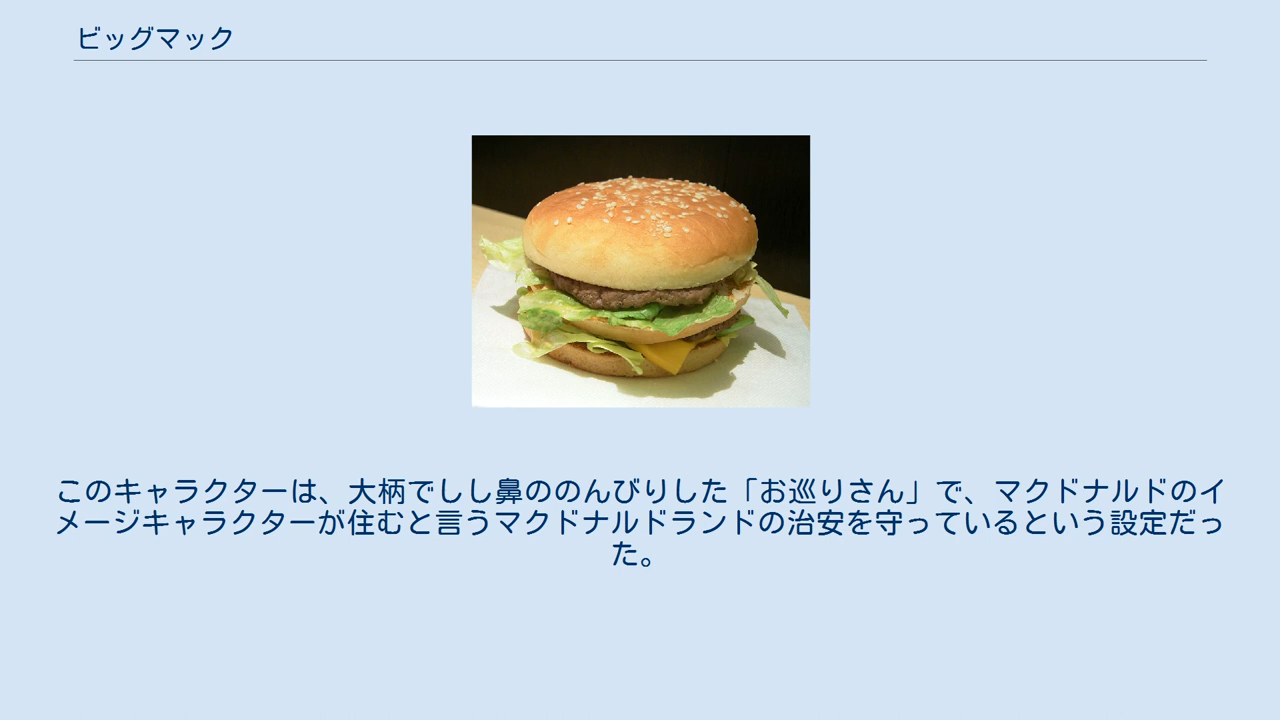 ビッグマック
このキャラクターは、大柄でしし鼻ののんびりした「お巡りさん」で、マクドナルドのイ
メージキャラクターが住むと言うマクドナルドランドの治安を守っているという設定だっ
た。